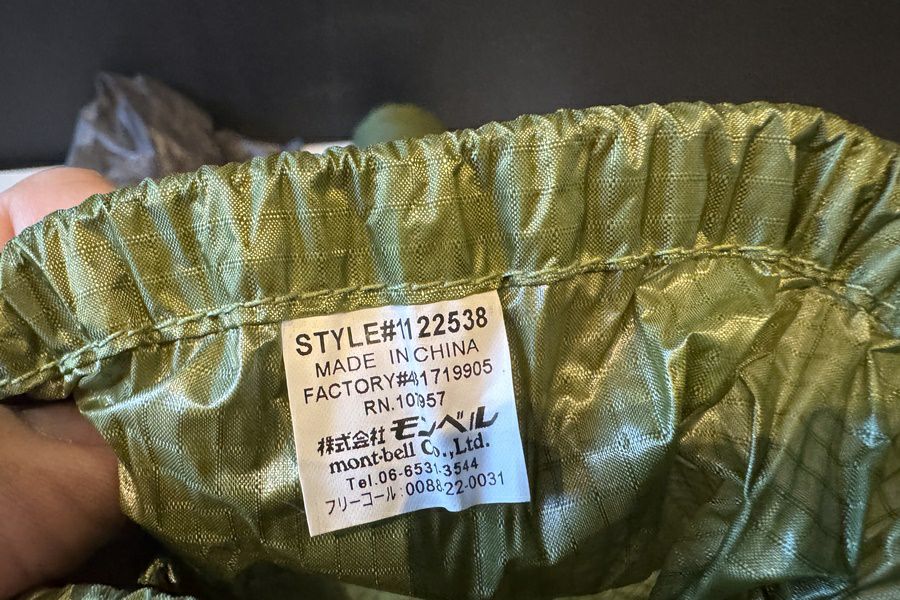 STYLE#1122538
MADE IN CHINA
FACTORY#41719905
RN.107957
株式会社 モンベル
mont-bell Co.,Ltd.
Tel.06-6531-3544
フリーコール:0088-22-0031